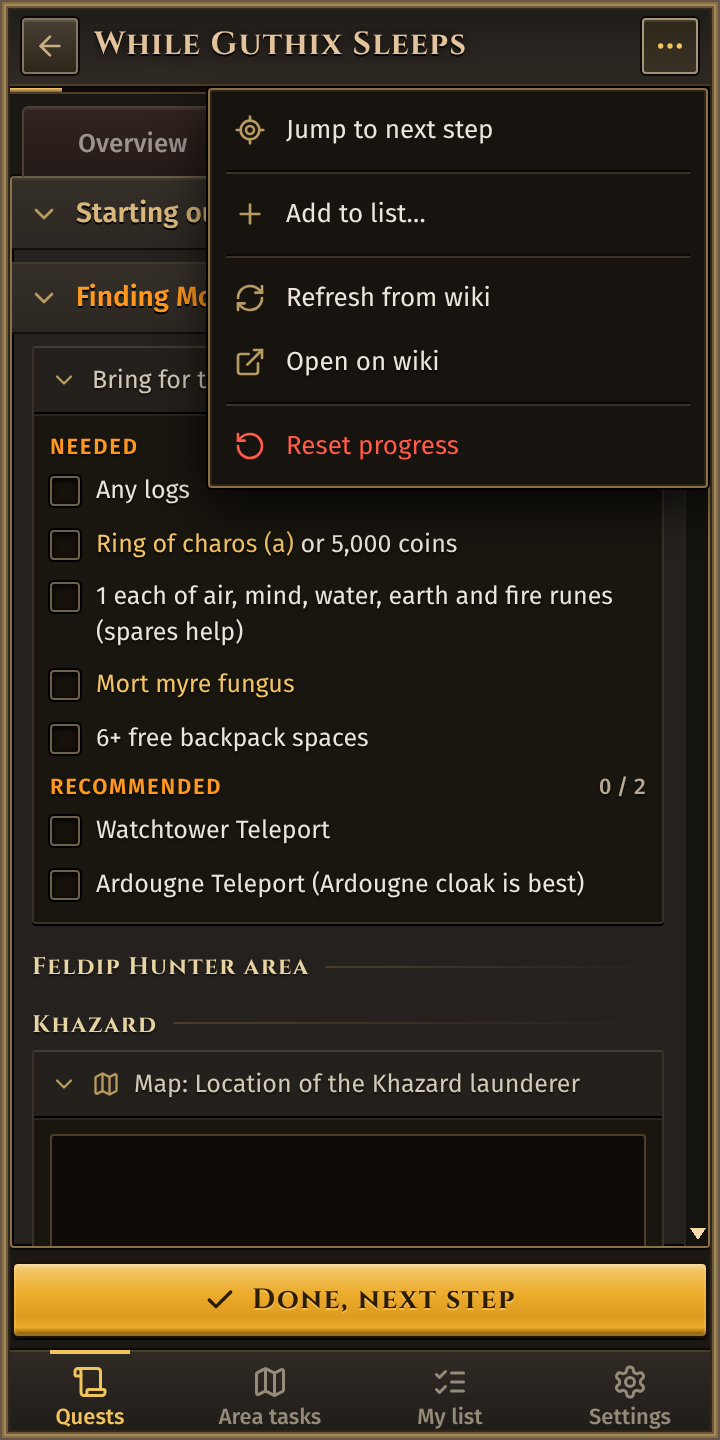 While Guthix Sleeps
Overview
Jump to next step
Add to list...
Refresh from wiki
Open on wiki
Reset progress
Starting
Finding
Bring for
NEEDED
Any logs
Ring of charos (a) or 5,000 coins
1 each of air, mind, water, earth and fire runes
(spares help)
Mort myre fungus
6+ free backpack spaces
RECOMMENDED 0 / 2
Watchtower Teleport
Ardougne Teleport (Ardougne cloak is best)
Feldip Hunter area
Khazard
Map: Location of the Khazard launderer
Done, next step
Quests
Area tasks
My list
Settings